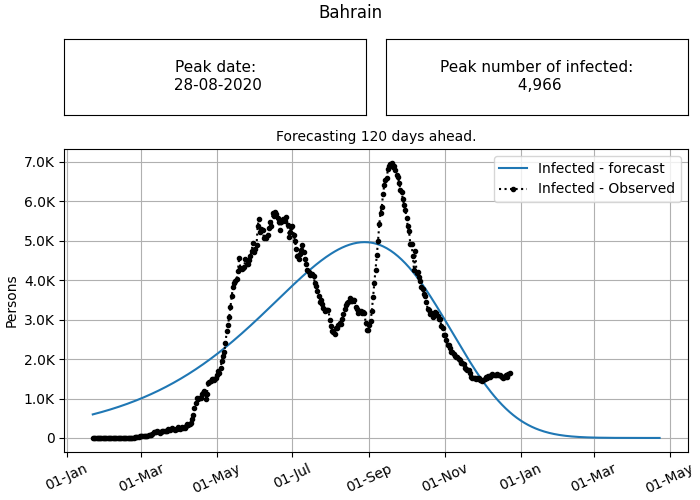 Bahrain
Peak date:
28-08-2020
Peak number of infected:
4,966
Forecasting 120 days ahead.
Infected - forecast
Infected - Observed
Persons
7.0K
6.0K
5.0K
4.0K
3.0K
2.0K
1.0K
0
01-Jan
01-Mar
01-May
01-Jul
01-Sep
01-Nov
01-Jan
01-Mar
01-May